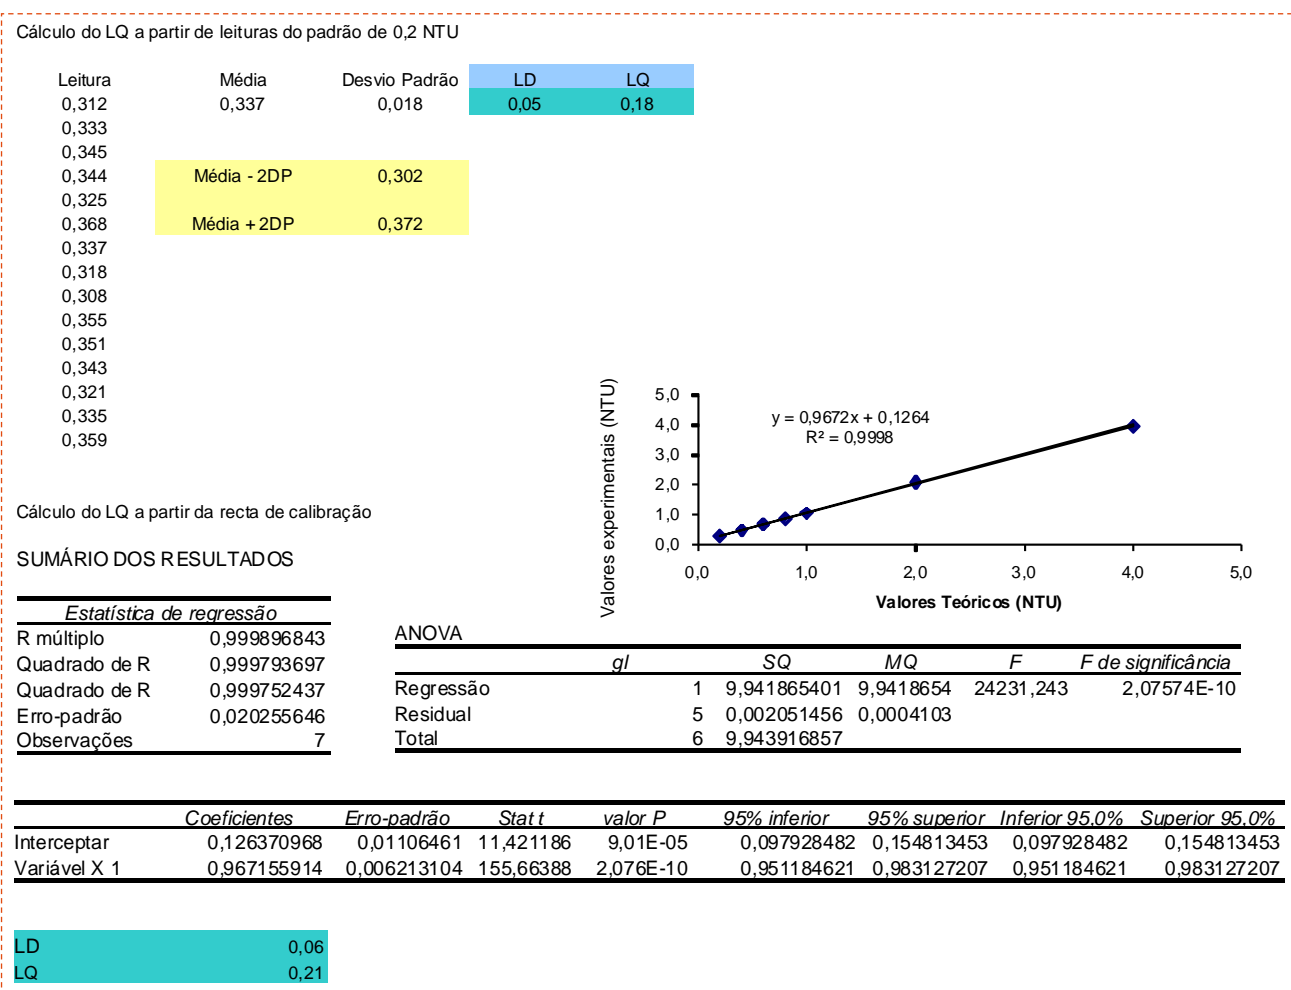 Cálculo do LQ a partir de leituras do padrão de 0,2 NTU
Leitura Média Desvio Padrão LD LQ
0,312 0,337 0,018 0,05 0,18
0,333
0,345
0,344 Média - 2DP 0,302
0,325
0,368 Média + 2DP 0,372
0,337
0,318
0,308
0,355
0,351
0,343
0,321
0,335
0,359
Valores experimentais (NTU)
5,0
4,0
3,0
2,0
1,0
0,0
y = 0,9672x + 0,1264
R² = 0,9998
0,0 1,0 2,0 3,0 4,0 5,0
Valores Teóricos (NTU)
Cálculo do LQ a partir da recta de calibração
SUMÁRIO DOS RESULTADOS
Estatística de regressão
R múltiplo 0,999896843
Quadrado de R 0,999793697
Quadrado de R 0,999752437
Erro-padrão 0,020255646
Observações 7
ANOVA
gl SQ MQ F F de significância
Regressão 1 9,941865401 9,9418654 24231,243 2,07574E-10
Residual 5 0,002051456 0,0004103
Total 6 9,943916857
Coeficientes Erro-padrão Stat t valor P 95% inferior 95% superior Inferior 95,0% Superior 95,0%
Interceptar 0,126370968 0,01106461 11,421186 9,01E-05 0,097928482 0,154813453 0,097928482 0,154813453
Variável X 1 0,967155914 0,006213104 155,66388 2,076E-10 0,951184621 0,983127207 0,951184621 0,983127207
LD 0,06
LQ 0,21